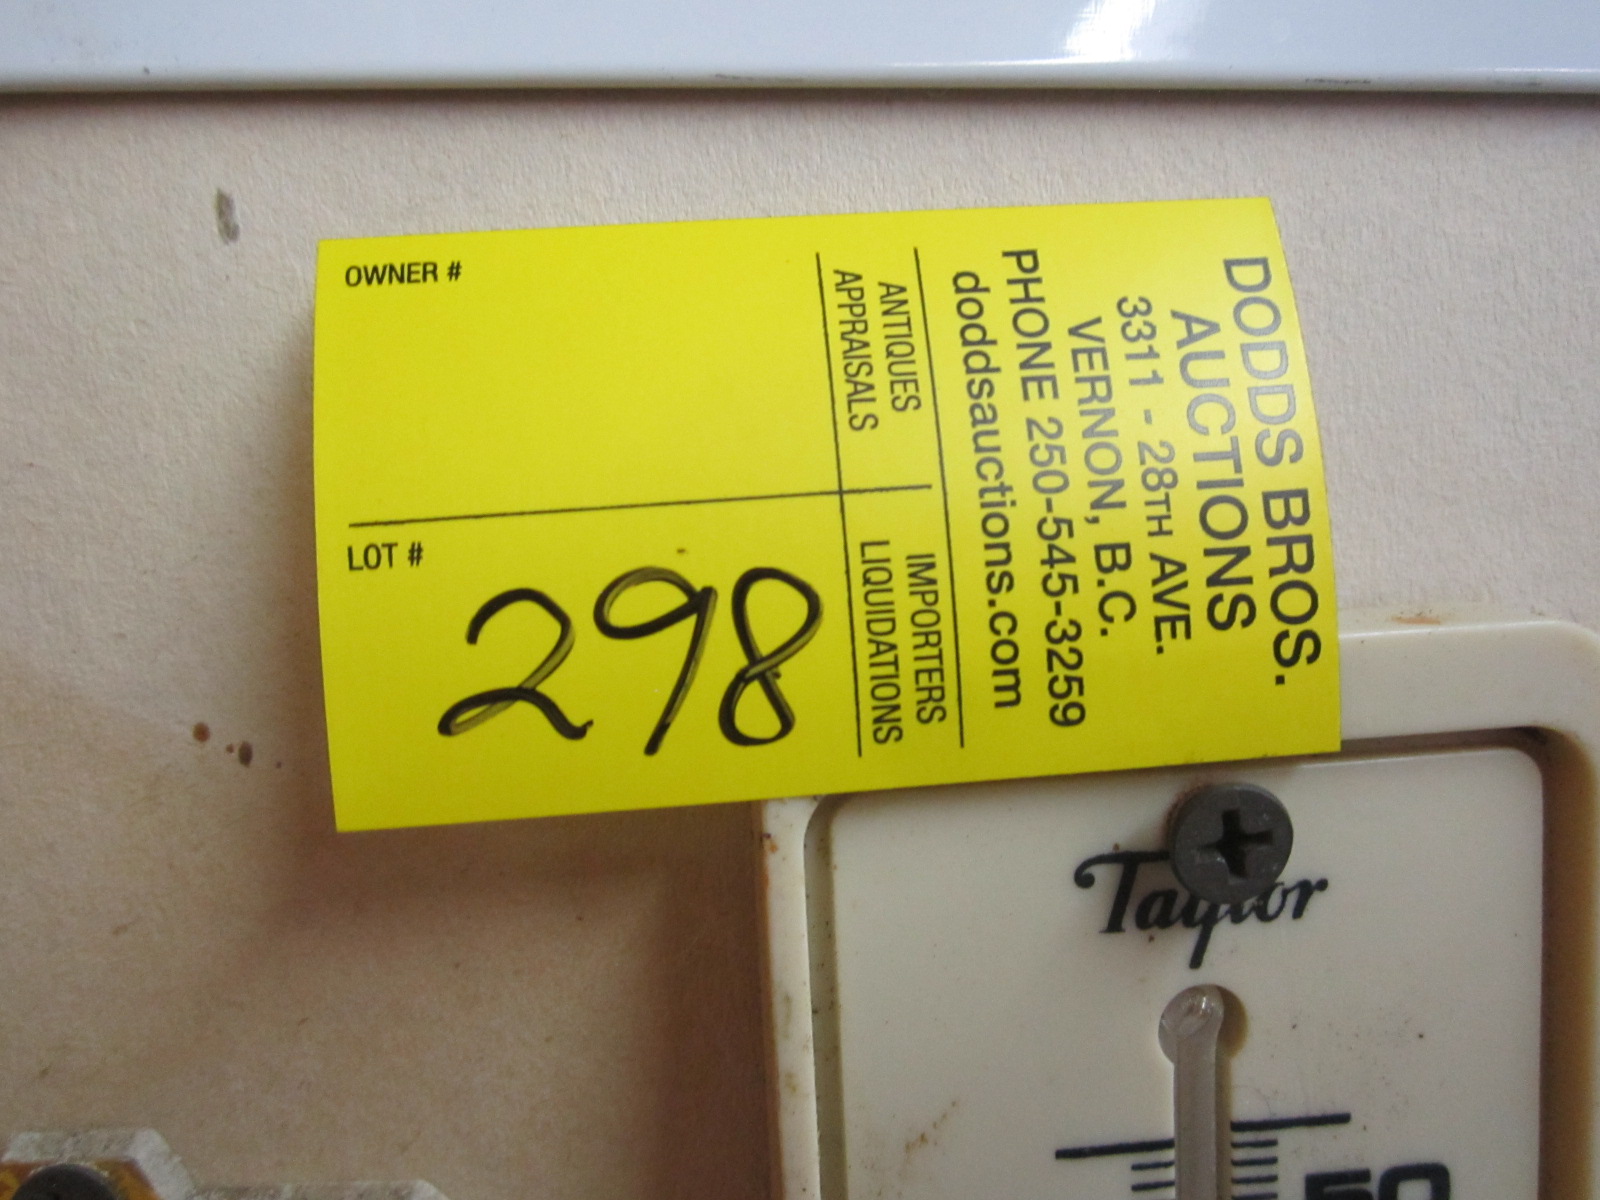 DODDS BROS.
AUCTIONS
3311 - 28TH AVE.
VERNON, B.C.
PHONE 250-545-3259
doddsauctions.com
ANTIQUES
APPRAISALS
IMPORTERS
LIQUIDATIONS
OWNER #
LOT #
298
Taylor
50